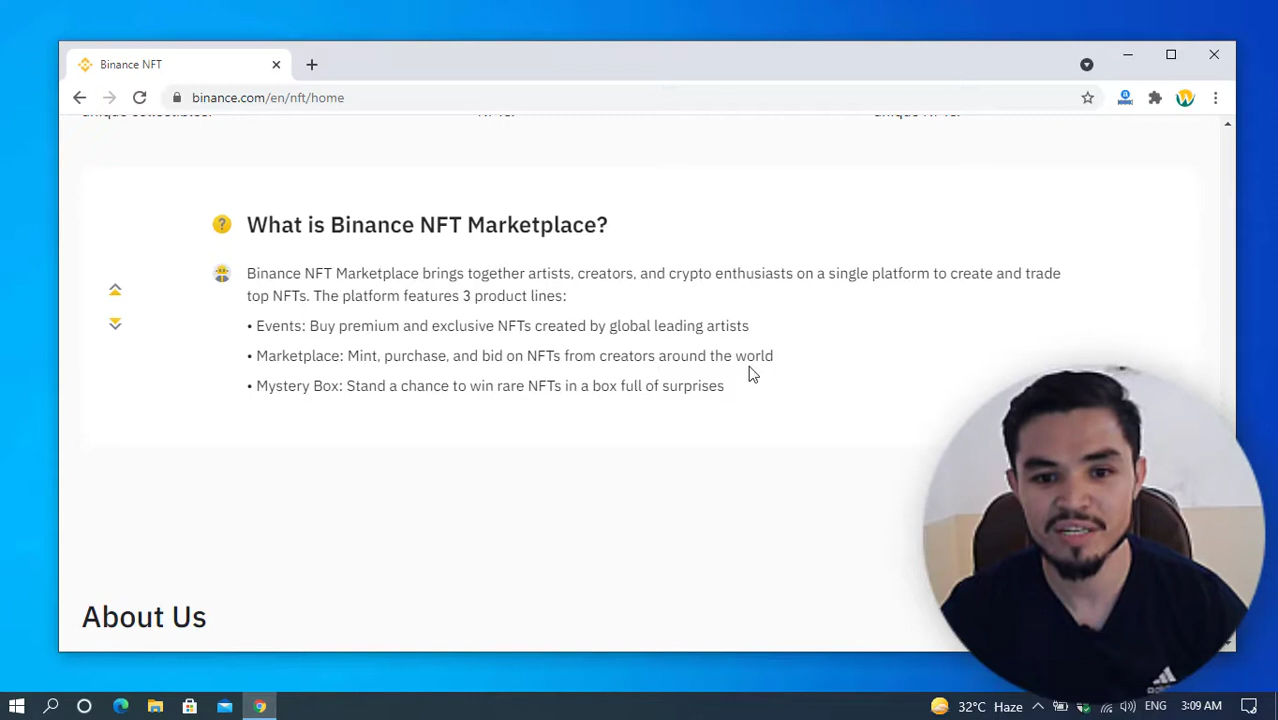 Binance NFT
binance.com/en/nft/home
What is Binance NFT Marketplace?
Binance NFT Marketplace brings together artists, creators, and crypto enthusiasts on a single platform to create and trade
top NFTs. The platform features 3 product lines:
• Events: Buy premium and exclusive NFTs created by global leading artists
• Marketplace: Mint, purchase, and bid on NFTs from creators around the world
• Mystery Box: Stand a chance to win rare NFTs in a box full of surprises
About Us
adidas
32°C Haze ENG 3:09 AM